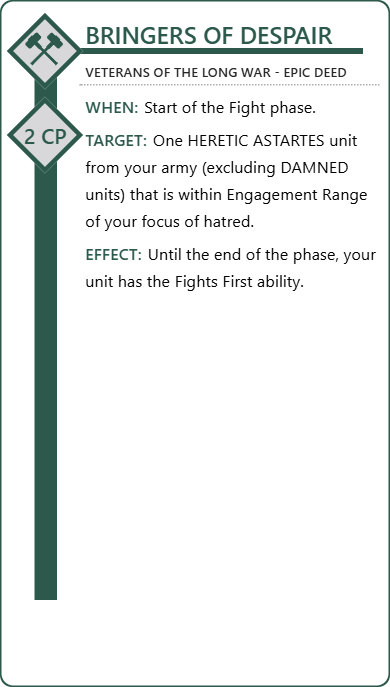 BRINGERS OF DESPAIR
VETERANS OF THE LONG WAR - EPIC DEED
2 CP
WHEN: Start of the Fight phase.
TARGET: One HERETIC ASTARTES unit
from your army (excluding DAMNED
units) that is within Engagement Range
of your focus of hatred.
EFFECT: Until the end of the phase, your
unit has the Fights First ability.